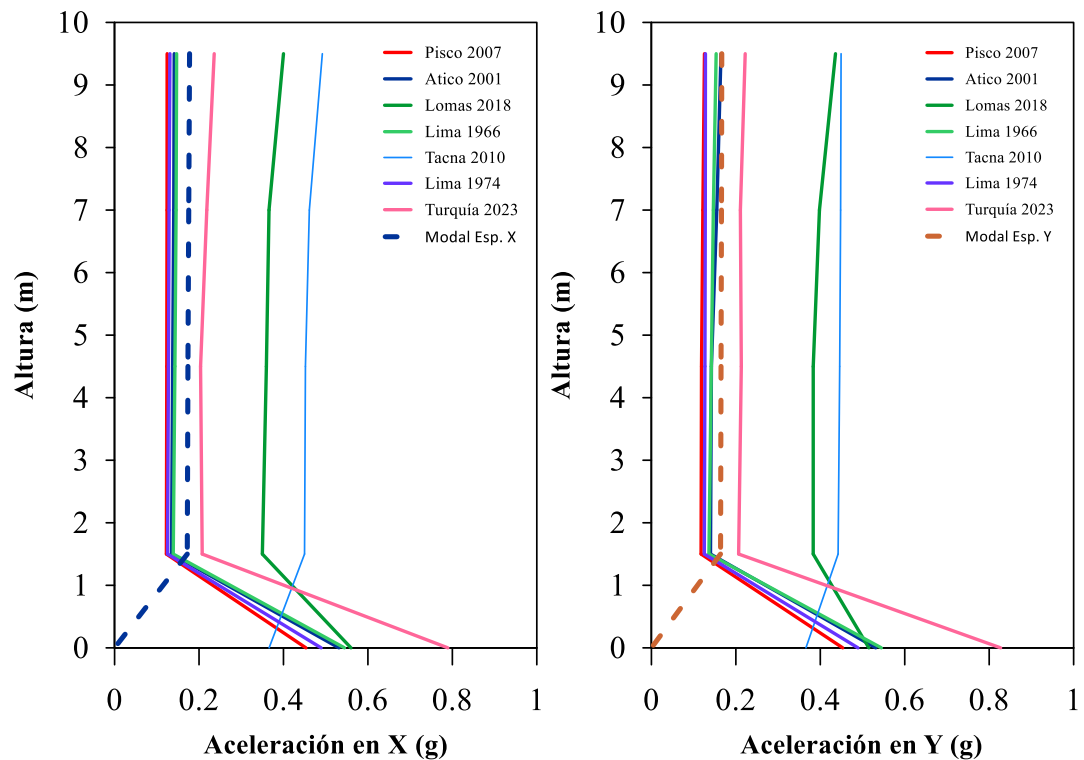 10
9
8
7
6
5
4
3
2
1
0
Altura (m)
0
0.2
0.4
0.6
0.8
1
Aceleración en X (g)
Pisco 2007
Atico 2001
Lomas 2018
Lima 1966
Tacna 2010
Lima 1974
Turquía 2023
Modal Esp. X
10
9
8
7
6
5
4
3
2
1
0
Altura (m)
0
0.2
0.4
0.6
0.8
1
Aceleración en Y (g)
Pisco 2007
Atico 2001
Lomas 2018
Lima 1966
Tacna 2010
Lima 1974
Turquía 2023
Modal Esp. Y